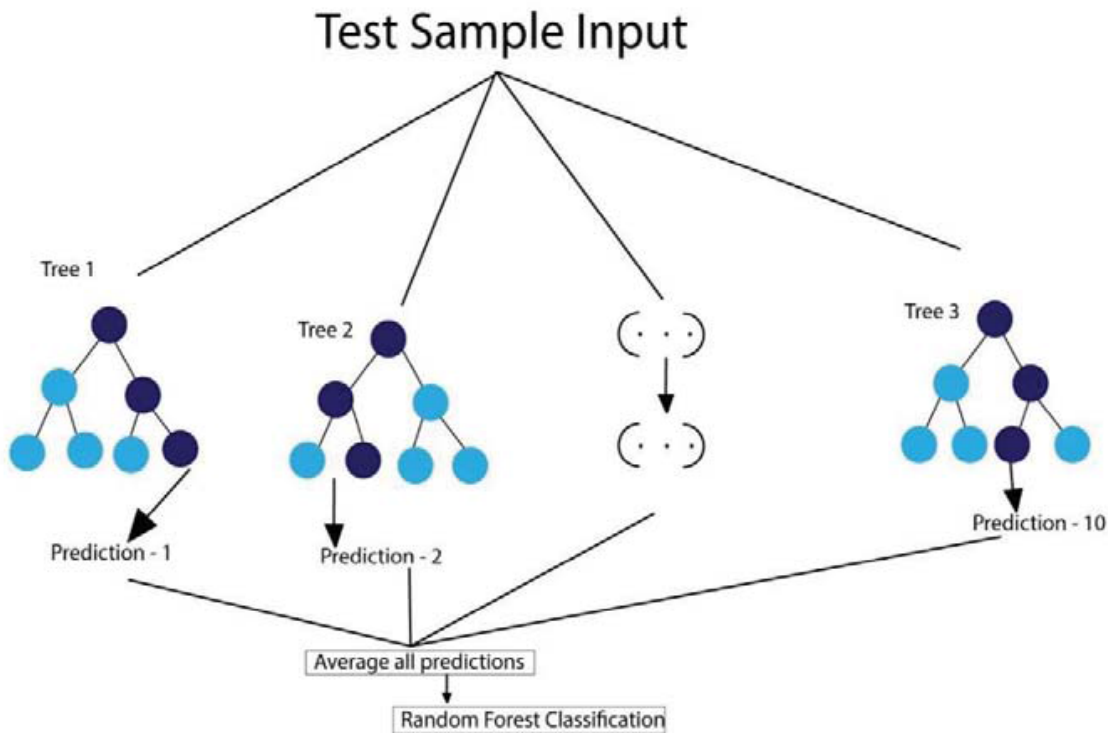 Test Sample Input
Tree 1
Tree 2
(. . .)
Tree 3
(. . .)
Prediction - 1
Prediction - 2
Prediction - 10
Average all predictions
Random Forest Classification